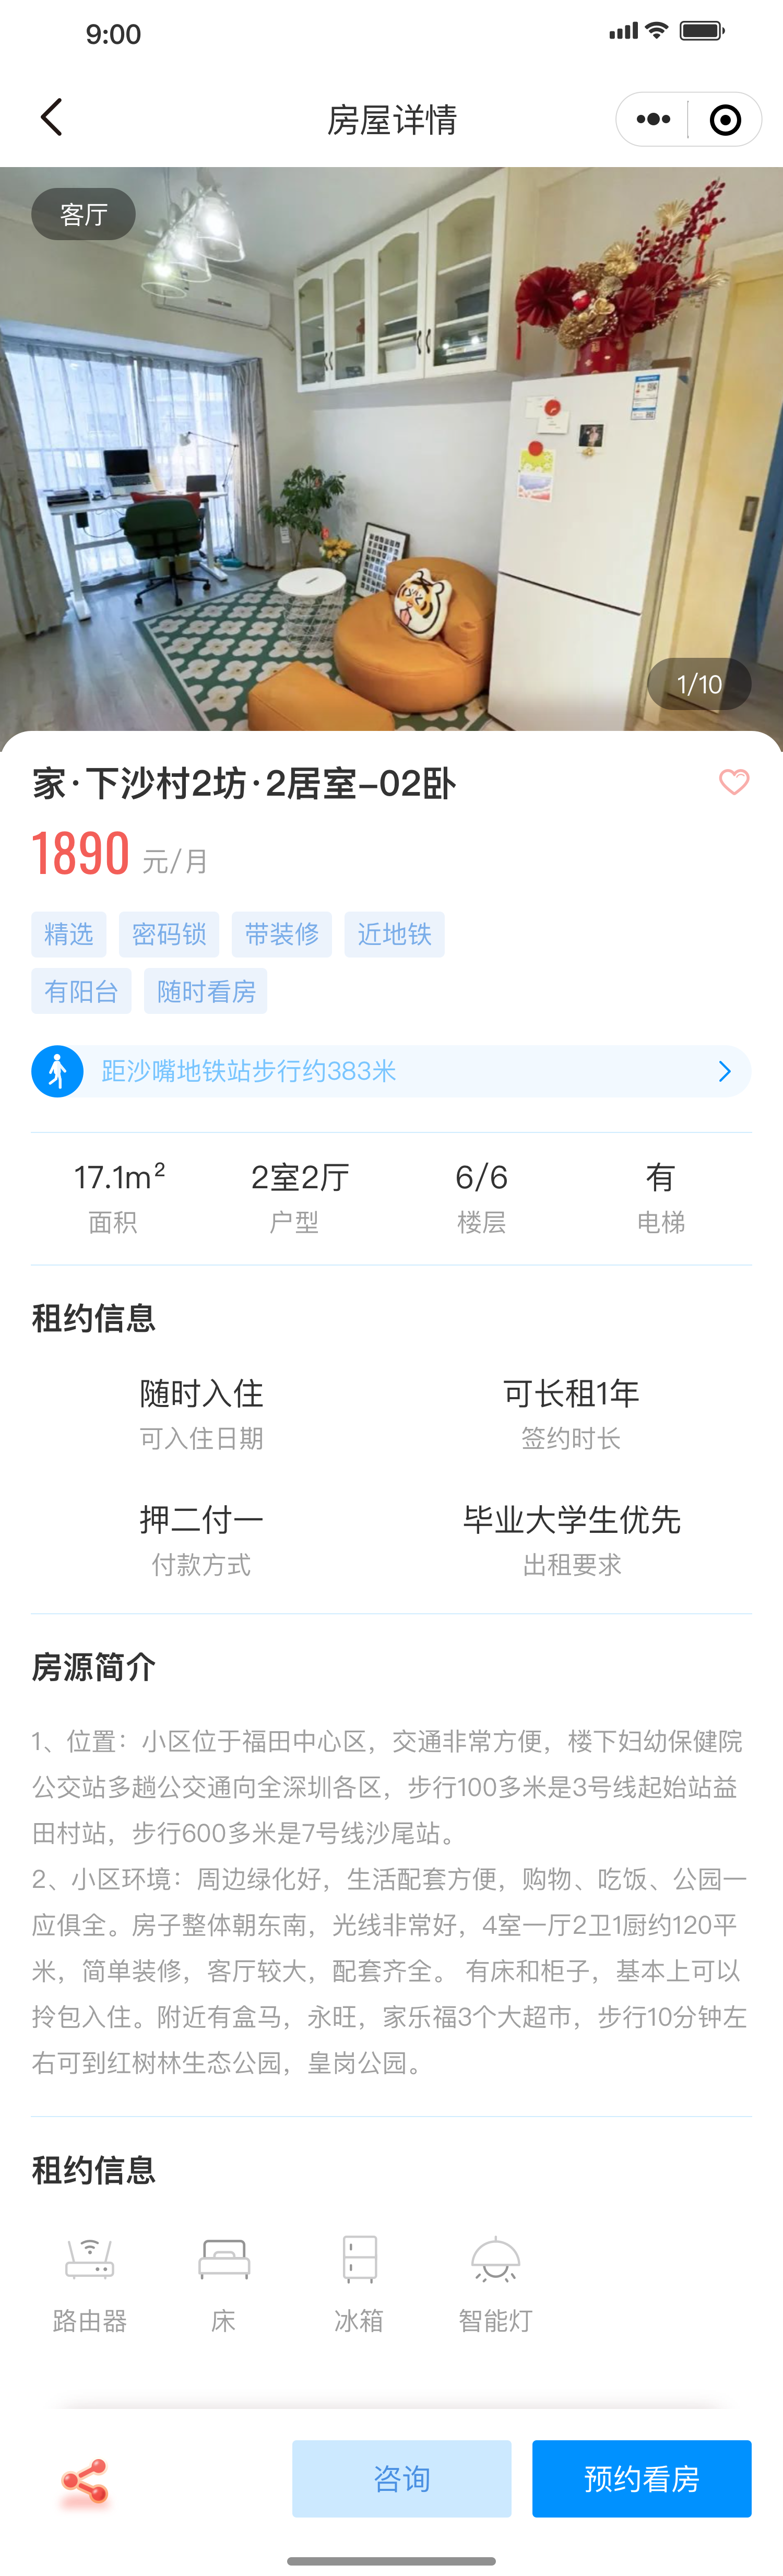 9:00
房屋详情
客厅
1/10
家·下沙村2坊·2居室-02卧
1890 元/月
精选 密码锁 带装修 近地铁
有阳台 随时看房
距沙嘴地铁站步行约383米
17.1m² 2室2厅 6/6 有
面积 户型 楼层 电梯
租约信息
随时入住 可长租1年
可入住日期 签约时长
押二付一 毕业大学生优先
付款方式 出租要求
房源简介
1、位置：小区位于福田中心区，交通非常方便，楼下妇幼保健院
公交站多趟公交通向全深圳各区，步行100多米是3号线起始站益
田村站，步行600多米是7号线沙尾站。
2、小区环境：周边绿化好，生活配套方便，购物、吃饭、公园一
应俱全。房子整体朝东南，光线非常好，4室一厅2卫1厨约120平
米，简单装修，客厅较大，配套齐全。 有床和柜子，基本上可以
拎包入住。附近有盒马，永旺，家乐福3个大超市，步行10分钟左
右可到红树林生态公园，皇岗公园。
租约信息
路由器 床 冰箱 智能灯
咨询 预约看房